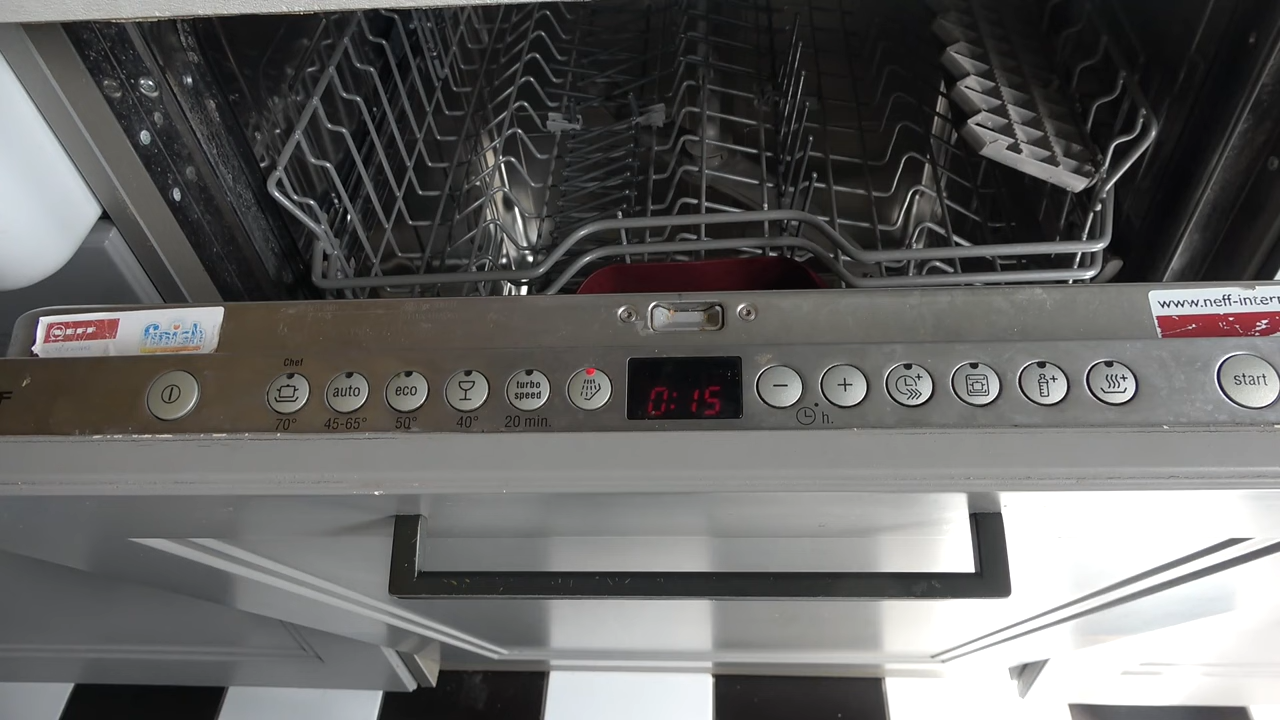 NEFF
finish
www.neff-intern
F
Chef
auto
eco
turbo
speed
0:15
start
70°
45-65°
50°
40°
20 min.
h.